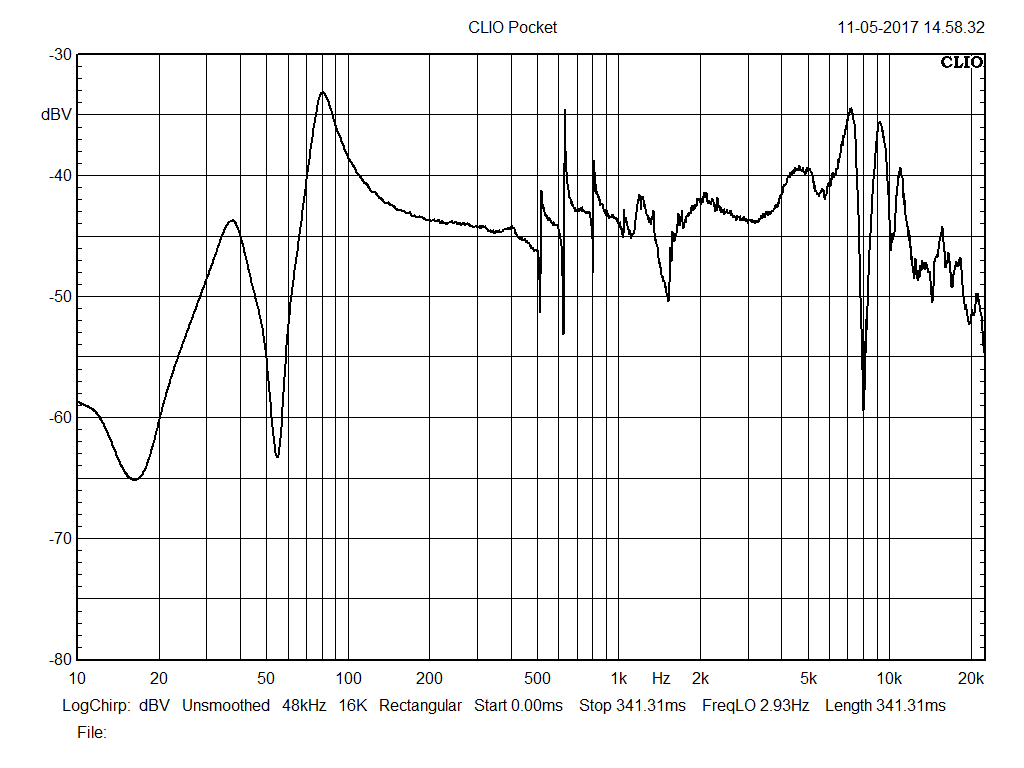 CLIO Pocket 11-05-2017 14.58.32
-30
CLIO
dBV
-40
-50
-60
-70
-80
10 20 50 100 200 500 1k Hz 2k 5k 10k 20k
LogChirp: dBV Unsmoothed 48kHz 16K Rectangular Start 0.00ms Stop 341.31ms FreqLO 2.93Hz Length 341.31ms
File: